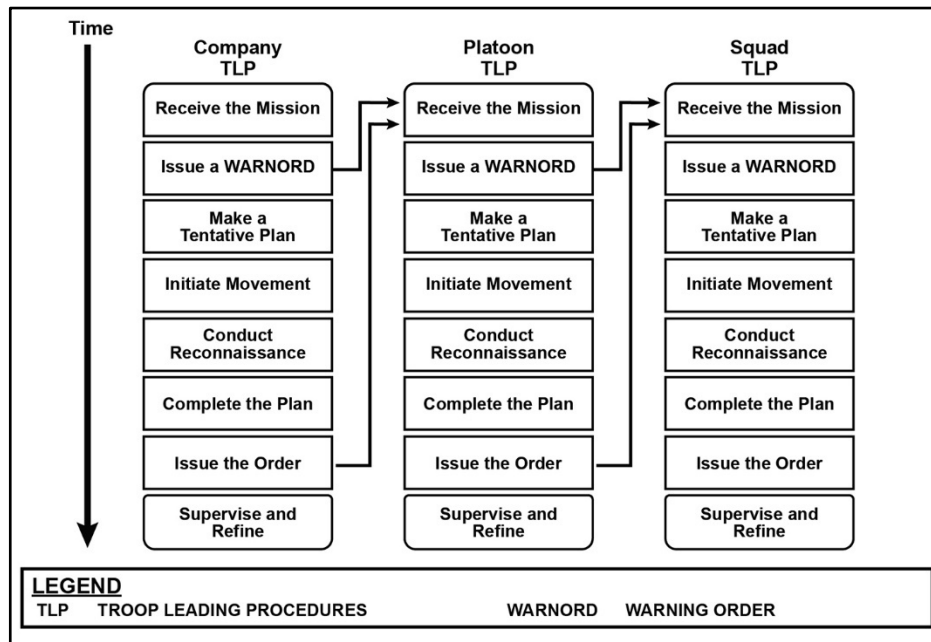 Time
Company
TLP
Receive the Mission
Issue a WARNORD
Make a
Tentative Plan
Initiate Movement
Conduct
Reconnaissance
Complete the Plan
Issue the Order
Supervise and
Refine
Platoon
TLP
Receive the Mission
Issue a WARNORD
Make a
Tentative Plan
Initiate Movement
Conduct
Reconnaissance
Complete the Plan
Issue the Order
Supervise and
Refine
Squad
TLP
Receive the Mission
Issue a WARNORD
Make a
Tentative Plan
Initiate Movement
Conduct
Reconnaissance
Complete the Plan
Issue the Order
Supervise and
Refine
LEGEND
TLP TROOP LEADING PROCEDURES WARNORD WARNING ORDER